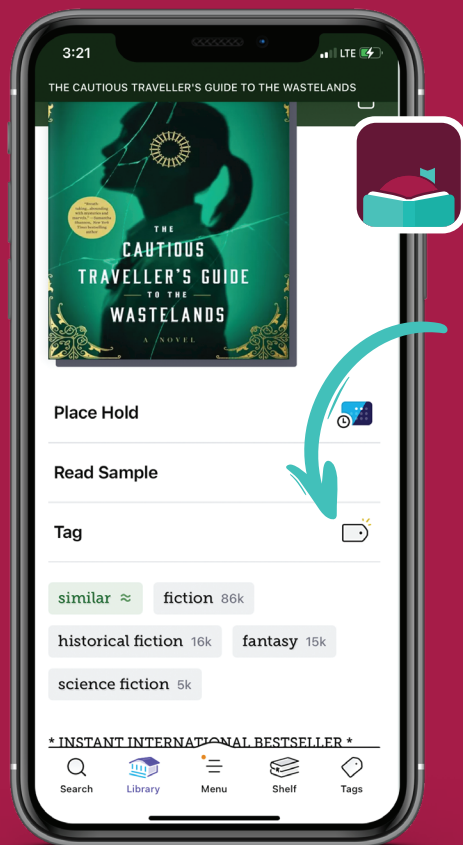 3:21
LTE
THE CAUTIOUS TRAVELLER'S GUIDE TO THE WASTELANDS
THE
CAUTIOUS
TRAVELLER'S GUIDE
TO THE
WASTELANDS
A NOVEL
Place Hold
Read Sample
Tag
similar ≈ fiction 86k
historical fiction 16k fantasy 15k
science fiction 5k
* INSTANT INTERNATIONAL BESTSELLER *
Search Library Menu Shelf Tags